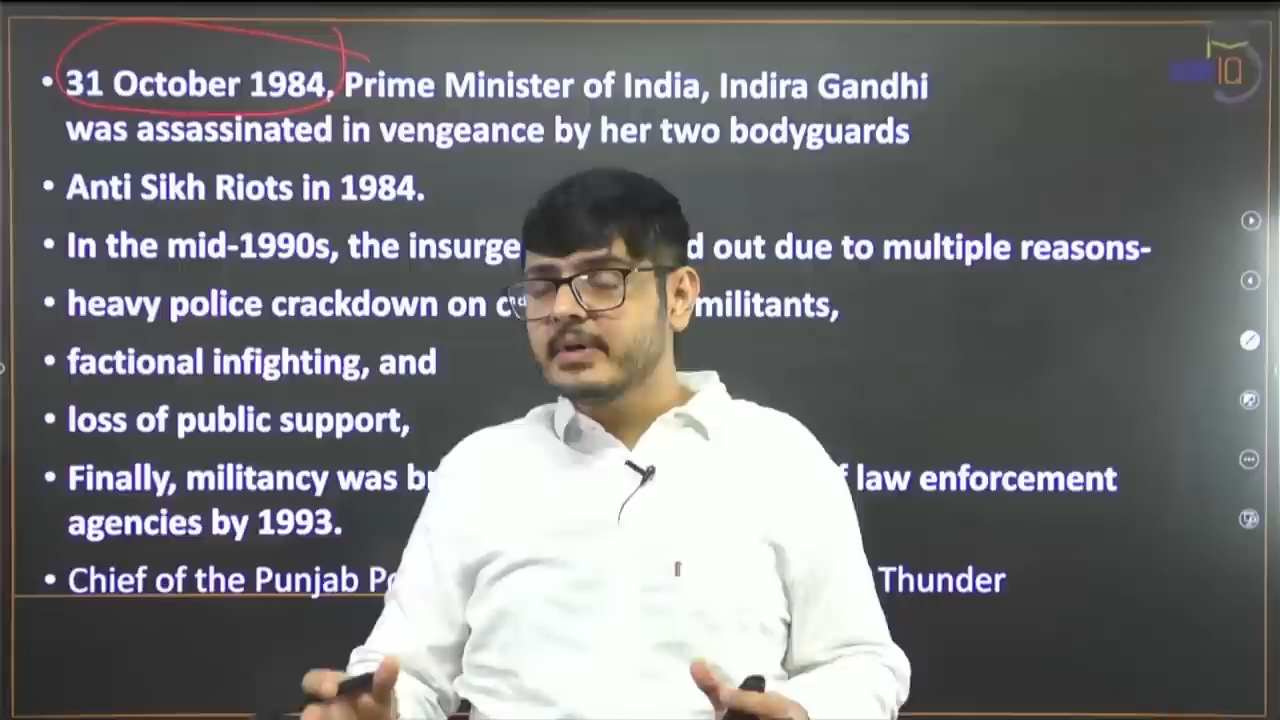 • 31 October 1984, Prime Minister of India, Indira Gandhi
was assassinated in vengeance by her two bodyguards
• Anti Sikh Riots in 1984.
• In the mid-1990s, the insurge d out due to multiple reasons-
• heavy police crackdown on militants,
• factional infighting, and
• loss of public support,
• Finally, militancy was law enforcement
agencies by 1993.
• Chief of the Punjab Thunder
IQ